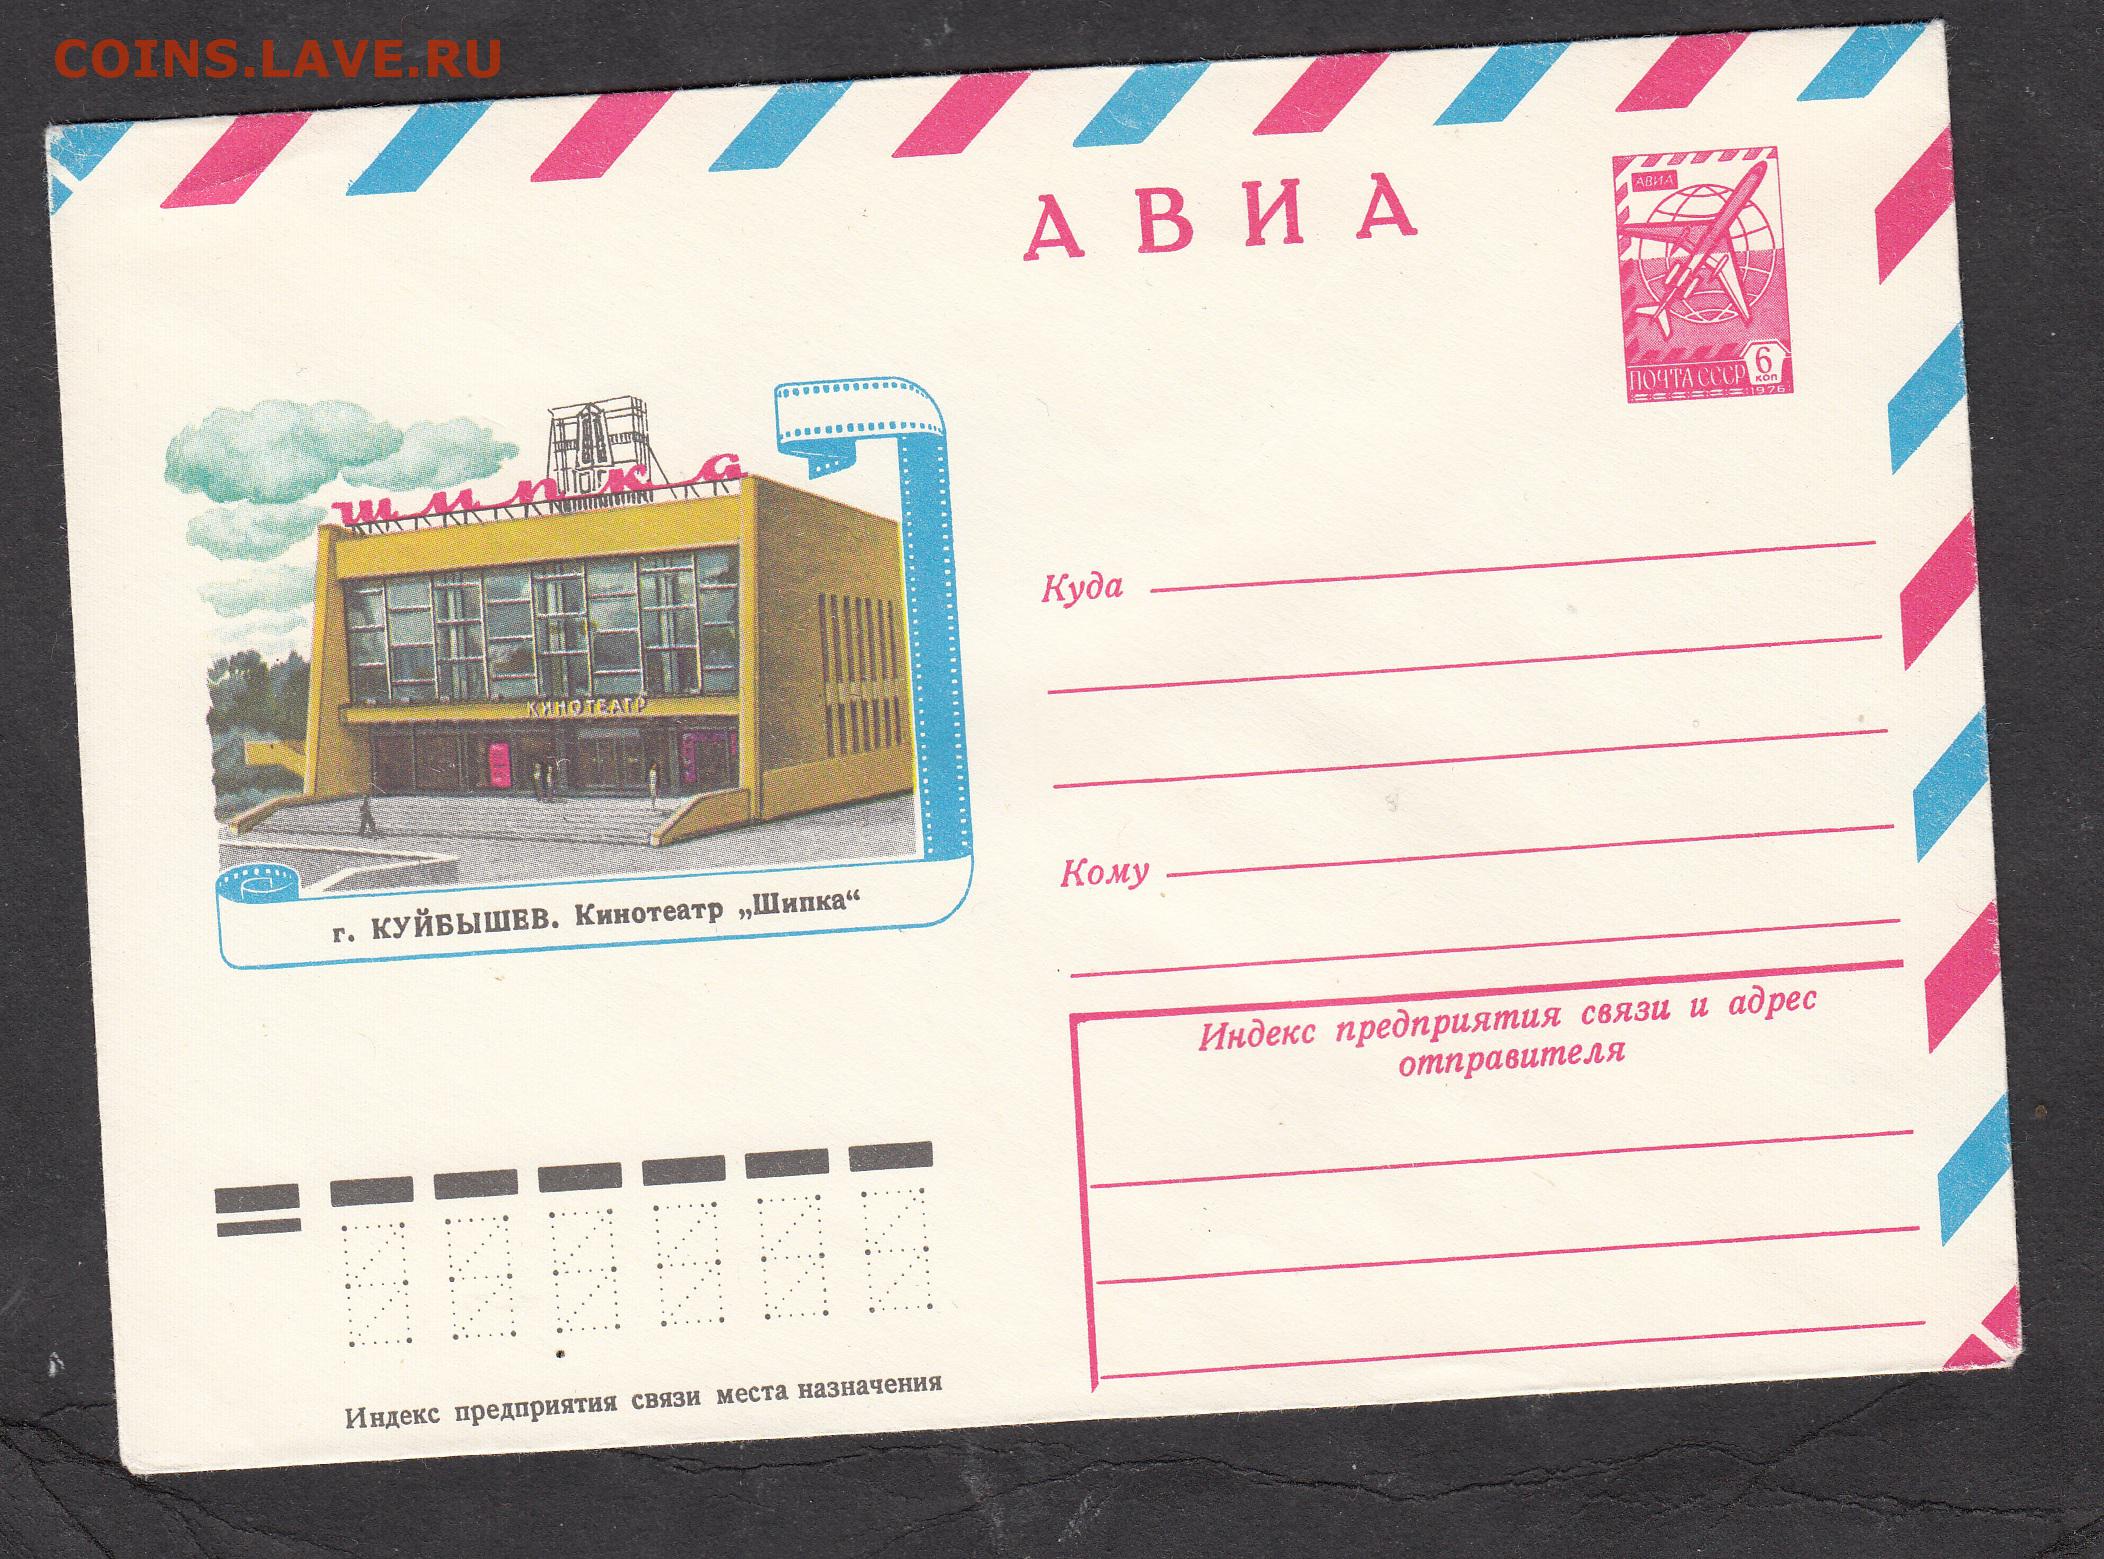 COINS.LAVE.RU
АВИА
АВИА
ПОЧТА СССР 6 коп
1976
шипка
КИНОТЕАТР
г. КУЙБЫШЕВ. Кинотеатр „Шипка“
Куда
Кому
Индекс предприятия связи и адрес
отправителя
Индекс предприятия связи места назначения